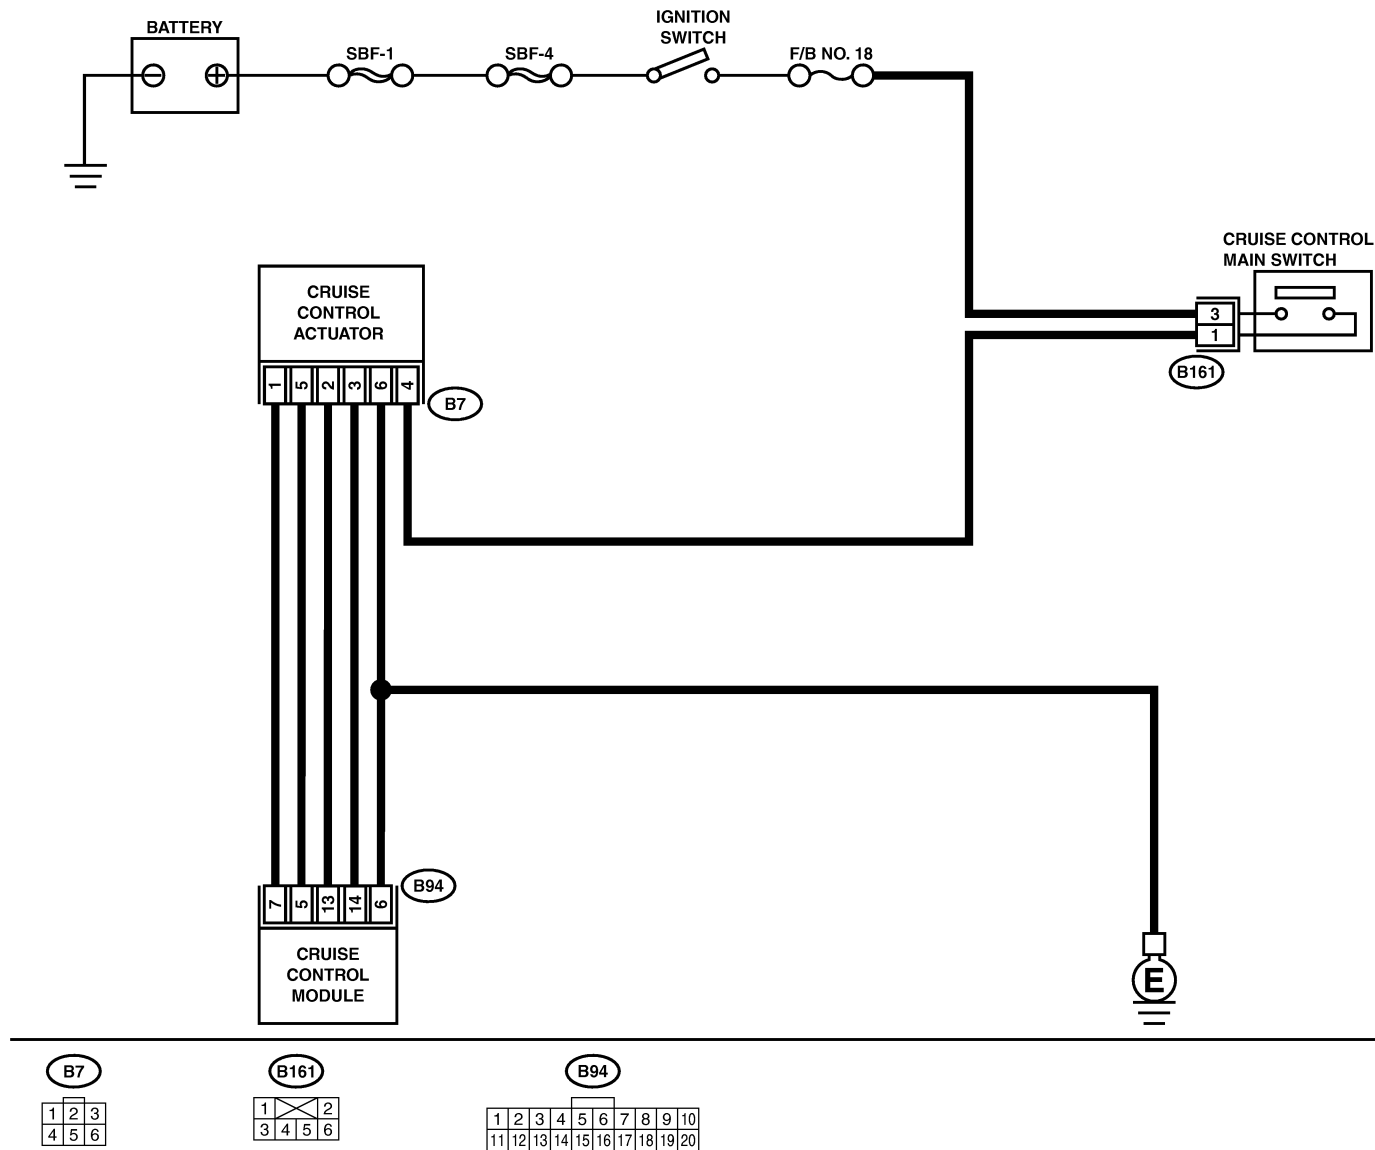 IGNITION
SWITCH
BATTERY
SBF-1
SBF-4
F/B NO. 18
CRUISE CONTROL
MAIN SWITCH
CRUISE
CONTROL
ACTUATOR
3
1
B161
1 5 2 3 6 4
B7
B94
7 5 13 14 6
CRUISE
CONTROL
MODULE
E
B7
1 2 3
4 5 6
B161
1 2
3 4 5 6
B94
1 2 3 4 5 6 7 8 9 10
11 12 13 14 15 16 17 18 19 20